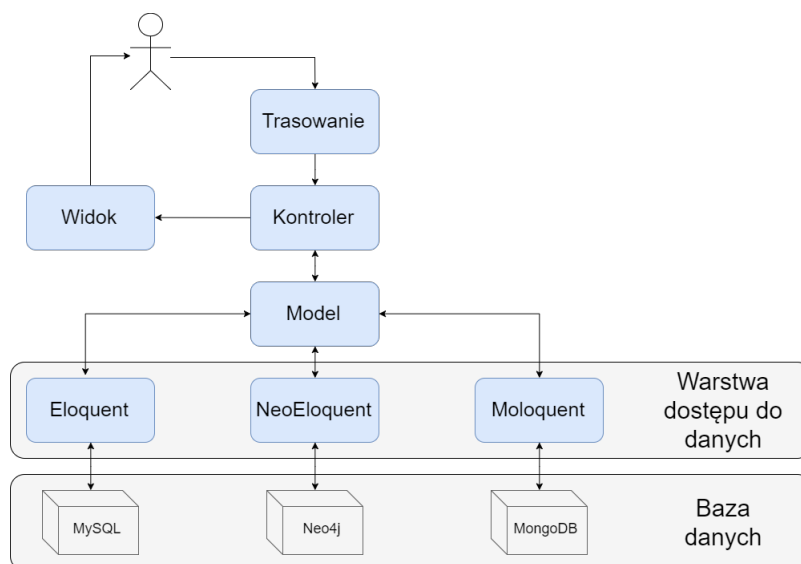 Trasowanie
Widok
Kontroler
Model
Eloquent
NeoEloquent
Moloquent
Warstwa
dostępu do
danych
MySQL
Neo4j
MongoDB
Baza
danych